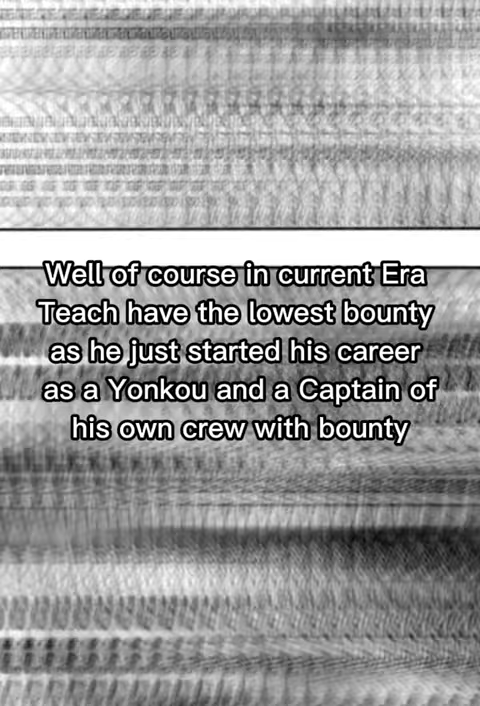 Well of course in current Era
Teach have the lowest bounty
as he just started his career
as a Yonkou and a Captain of
his own crew with bounty